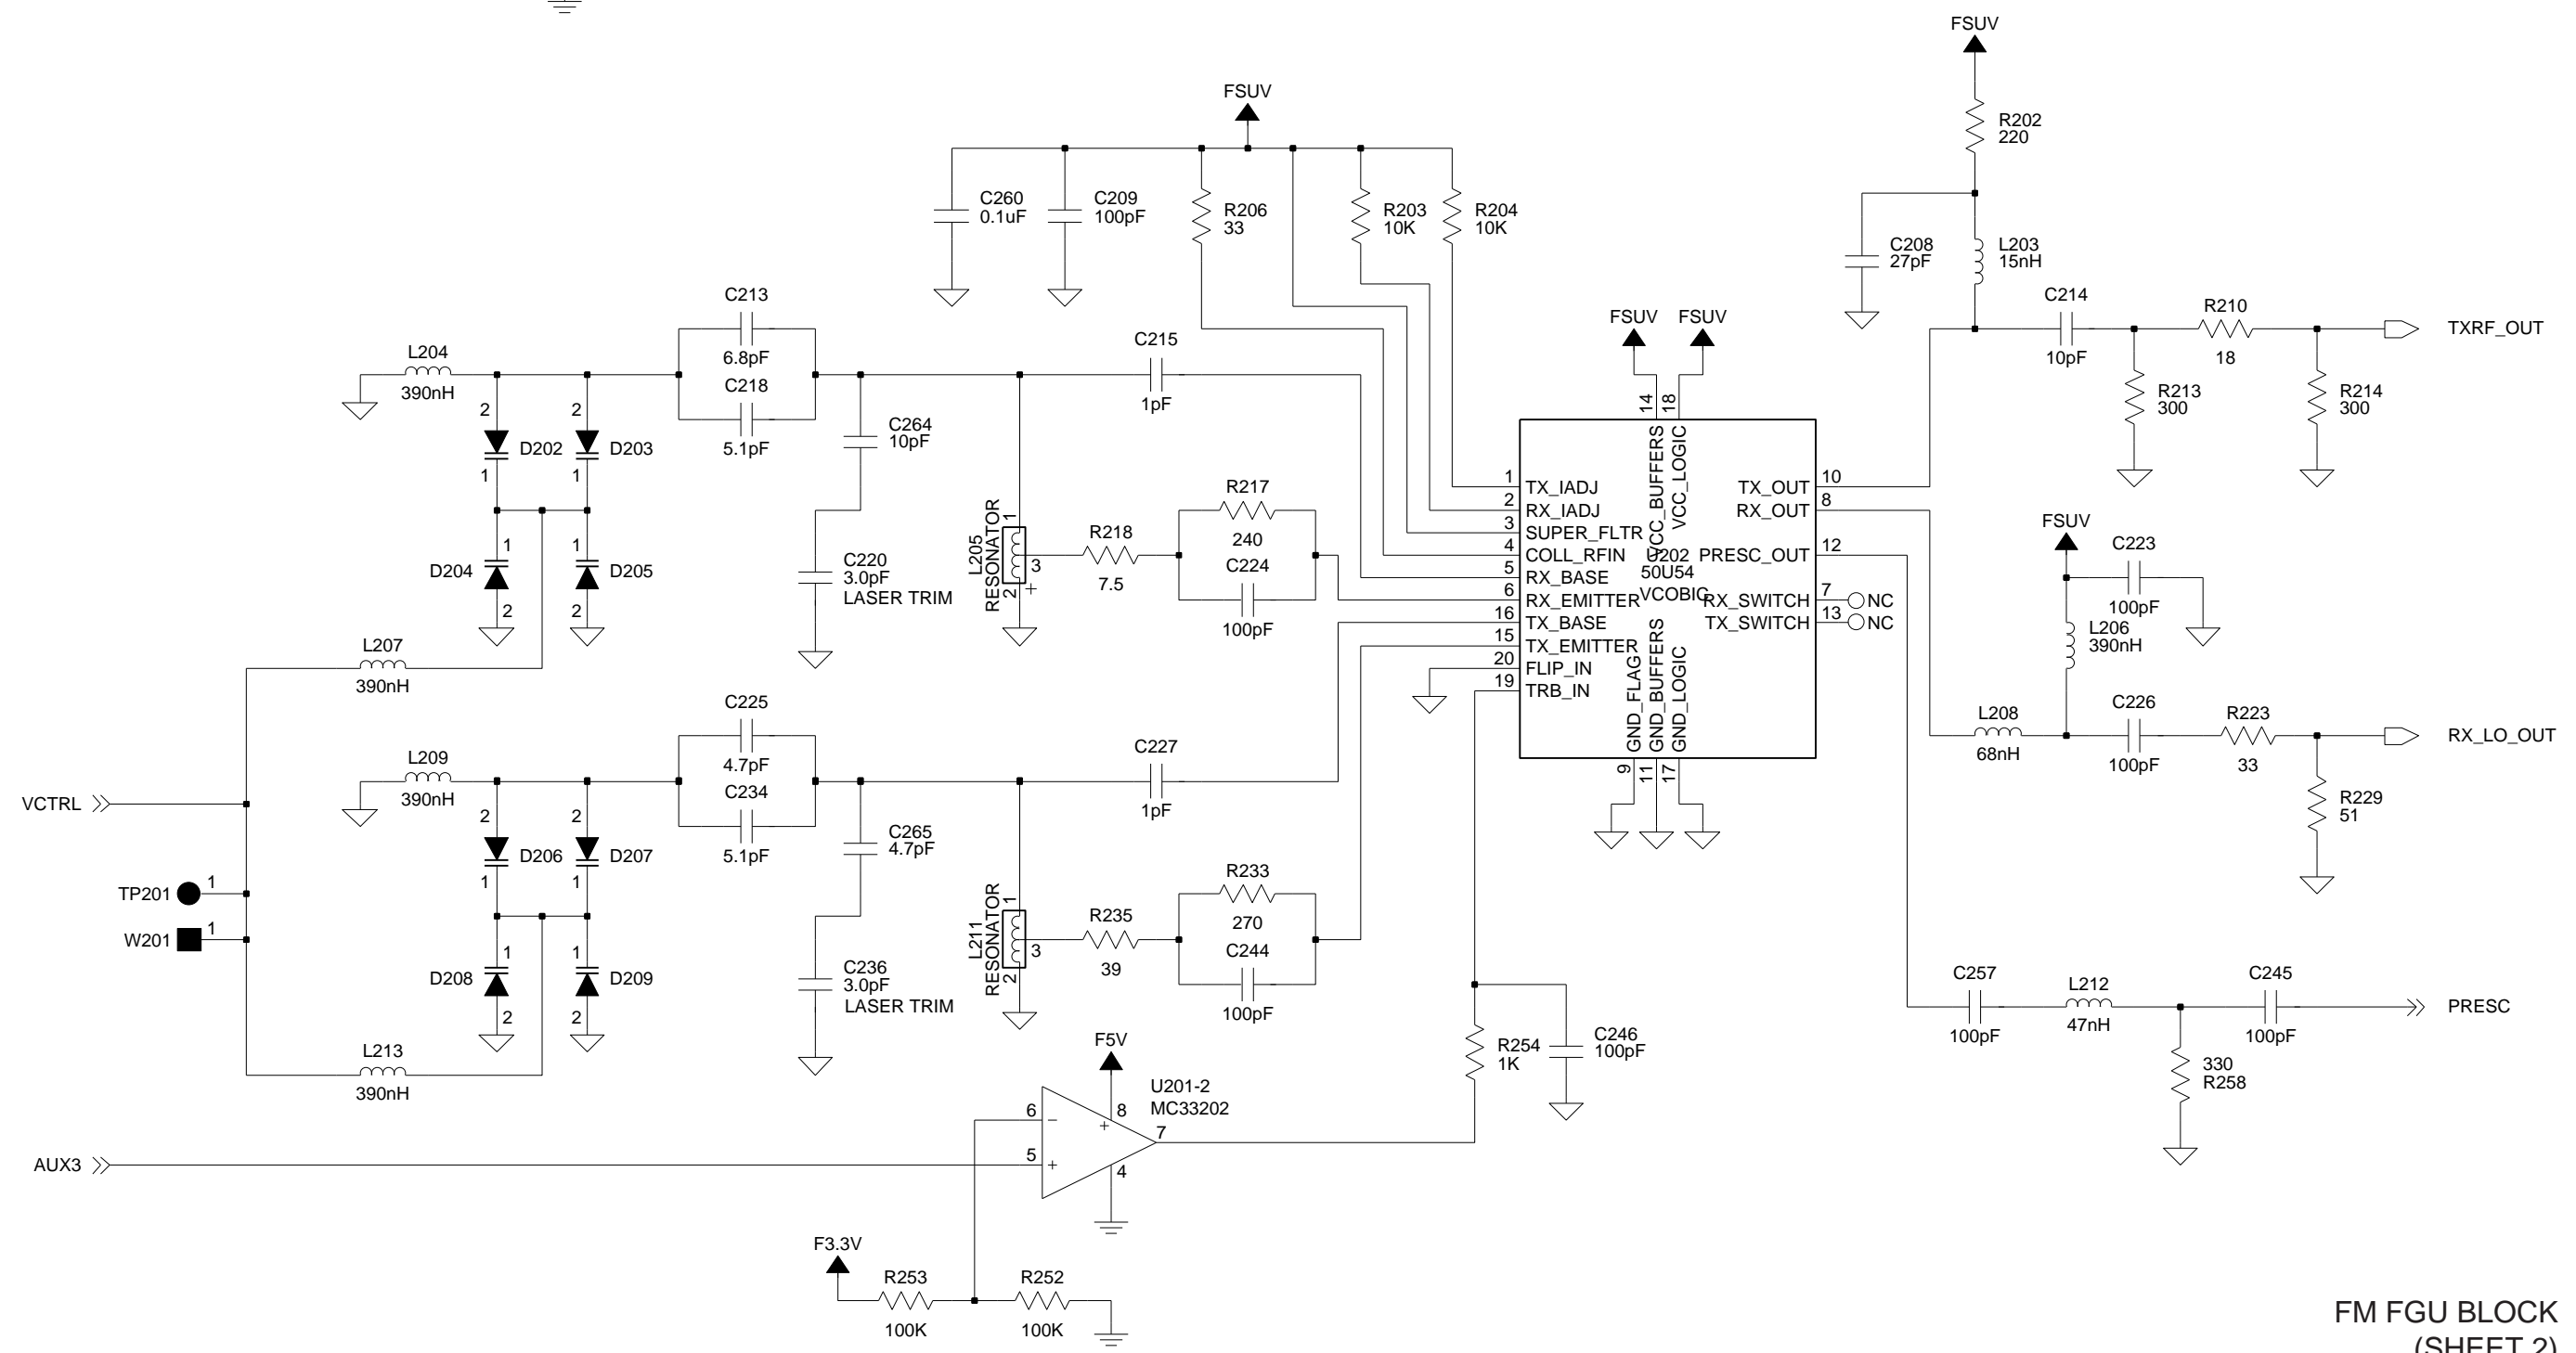 FSUV
R202
220
C208
27pF
L203
15nH
C214
10pF
R210
18
TXRF_OUT
R213
300
R214
300
FSUV
C260
0.1uF
C209
100pF
R206
33
R203
10K
R204
10K
C213
6.8pF
C218
5.1pF
L204
390nH
2
2
D202
D203
1
1
1
1
D204
D205
2
2
L207
390nH
C264
10pF
C220
3.0pF
LASER TRIM
C215
1pF
L205
RESONATOR
1
3
2
+
R218
7.5
R217
240
C224
100pF
FSUV
FSUV
14
18
VCC_BUFFERS
VCC_LOGIC
1
TX_IADJ
2
RX_IADJ
3
SUPER_FLTR
4
COLL_RFIN
5
RX_BASE
6
RX_EMITTER
16
TX_BASE
15
TX_EMITTER
20
FLIP_IN
19
TRB_IN
U202
50U54
VCOBIC
TX_OUT
10
RX_OUT
8
PRESC_OUT
12
RX_SWITCH
7
NC
TX_SWITCH
13
NC
GND_FLAG
GND_BUFFERS
GND_LOGIC
9
11
17
FSUV
C223
100pF
L206
390nH
L208
68nH
C226
100pF
R223
33
RX_LO_OUT
R229
51
VCTRL
TP201
1
W201
1
L209
390nH
C225
4.7pF
C234
5.1pF
2
2
D206
D207
1
1
1
1
D208
D209
2
2
L213
390nH
C265
4.7pF
C236
3.0pF
LASER TRIM
C227
1pF
L211
RESONATOR
1
3
2
R235
39
R233
270
C244
100pF
C257
100pF
L212
47nH
C245
100pF
PRESC
330
R258
R254
1K
C246
100pF
F5V
U201-2
MC33202
6
−
8
+
7
5
+
4
AUX3
F3.3V
R253
100K
R252
100K
FM FGU BLOCK
(SHEET 2)